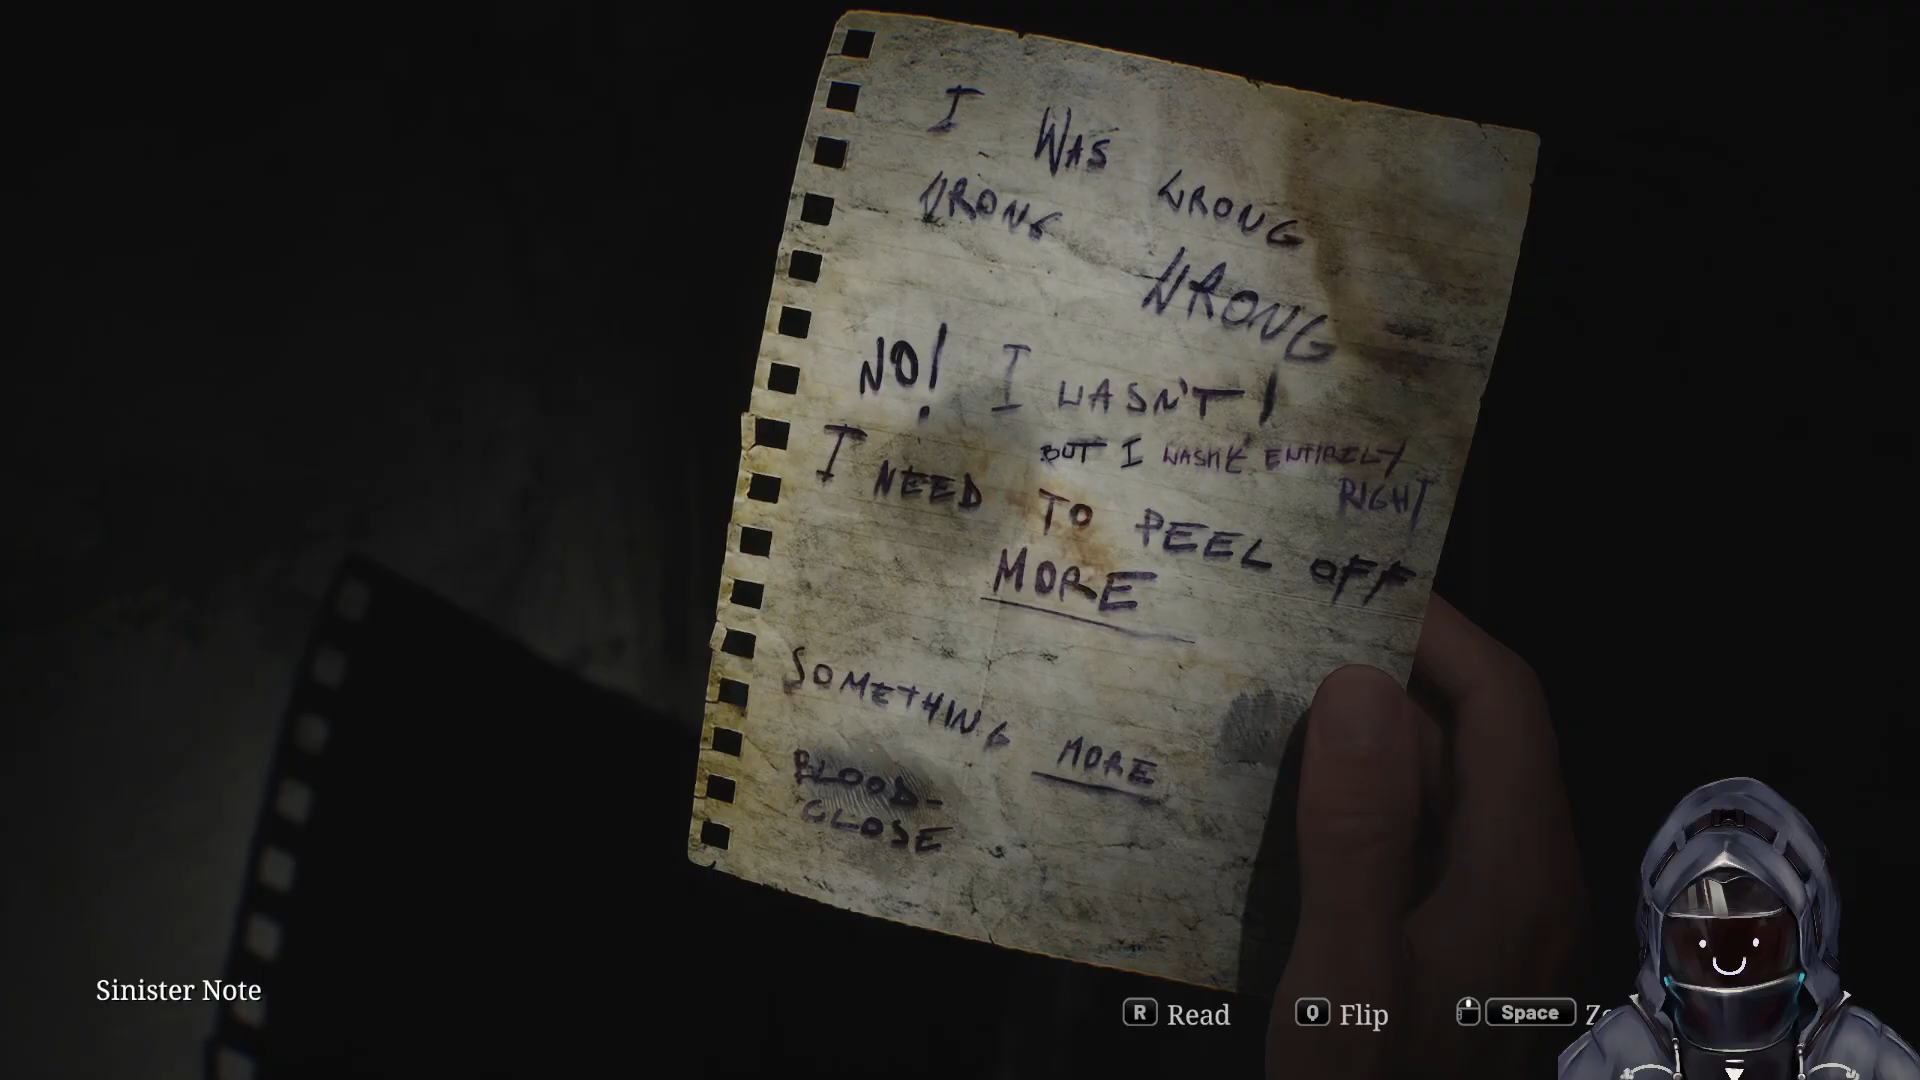 I WAS WRONG
WRONG
WRONG
NO! I WASN'T!
BUT I WASN'T ENTIRELY
RIGHT
I NEED TO PEEL OFF
MORE
SOMETHING MORE
BLOOD-
CLOSE
Sinister Note
R Read
Q Flip
Space